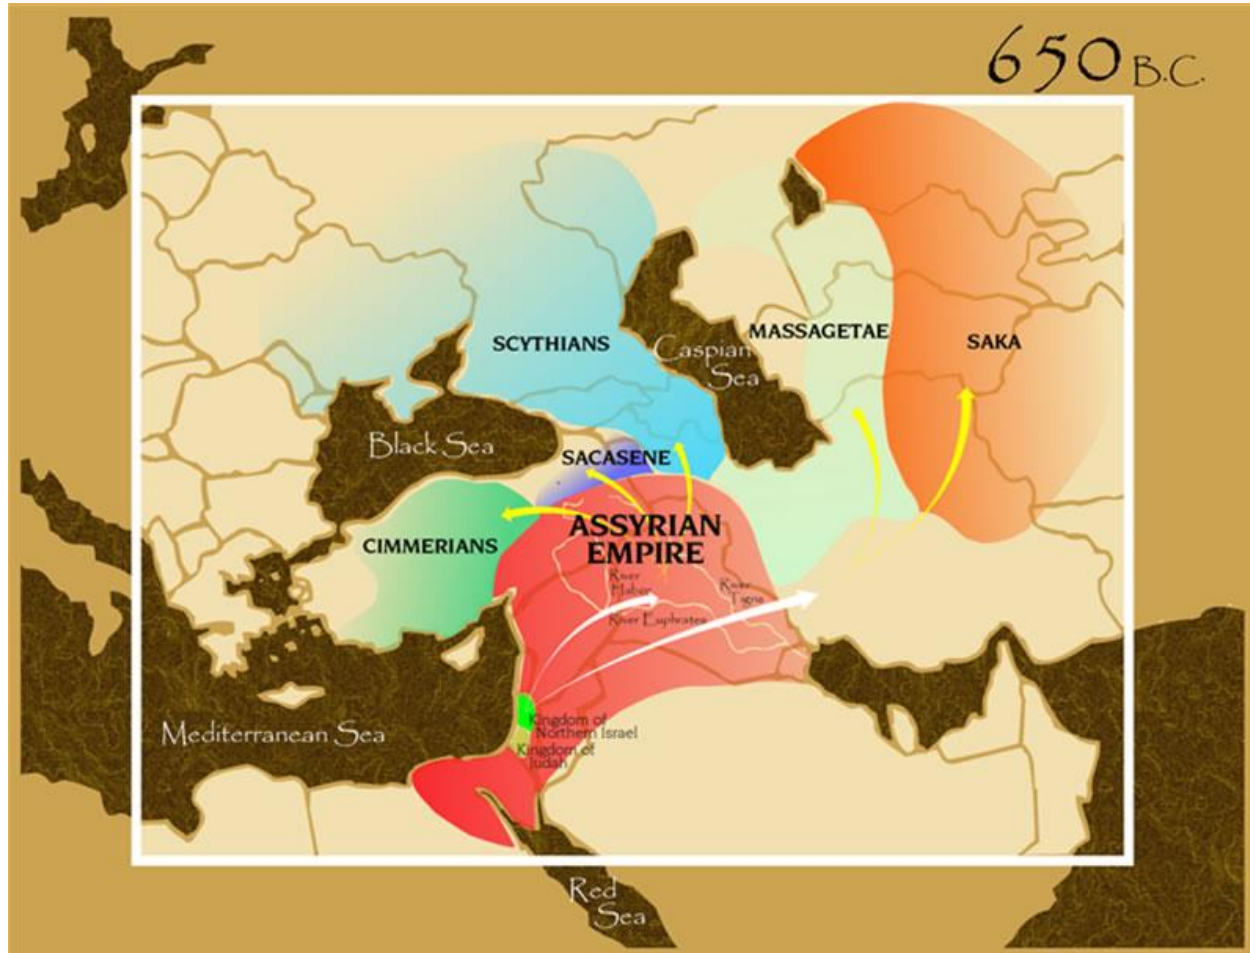 650 B.C.
SCYTHIANS
MASSAGETAE
SAKA
Caspian
Sea
Black Sea
SACASENE
ASSYRIAN
EMPIRE
CIMMERIANS
River
Haber
River
Tigris
River Euphrates
Kingdom of
Northern Israel
Kingdom of
Judah
Mediterranean Sea
Red
Sea